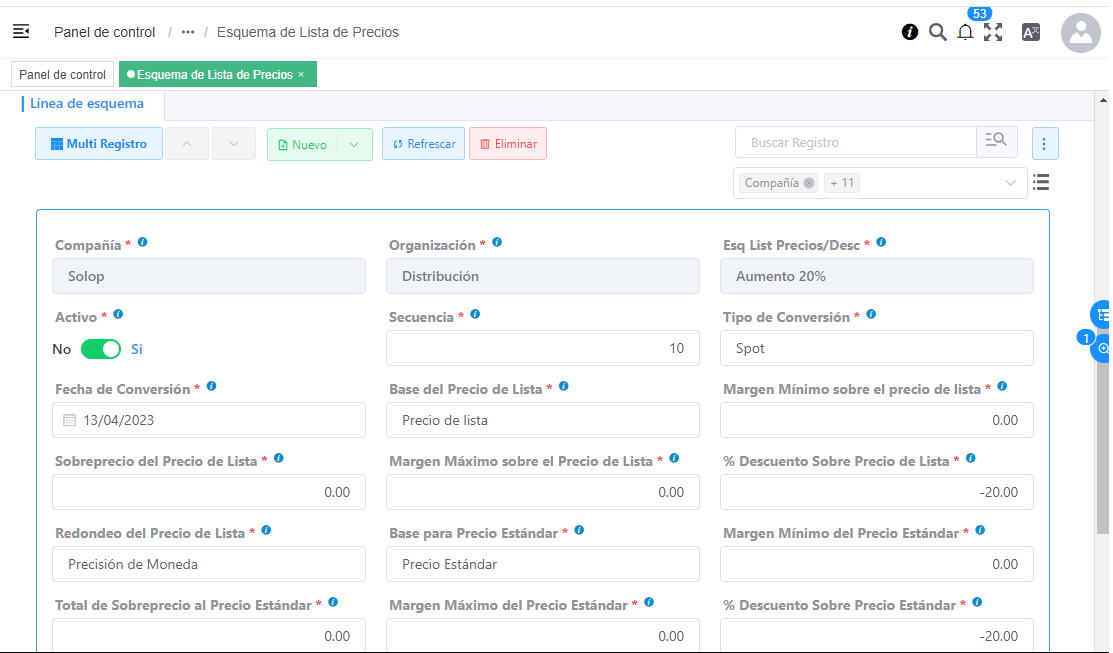 Panel de control / ••• / Esquema de Lista de Precios
53
Panel de control
Esquema de Lista de Precios ×
Línea de esquema
Multi Registro
Nuevo
Refrescar
Eliminar
Buscar Registro
Compañía
+ 11
Compañía *
Organización *
Esq List Precios/Desc *
Solop
Distribución
Aumento 20%
Activo *
Secuencia *
Tipo de Conversión *
No
Si
10
Spot
1
Fecha de Conversión *
Base del Precio de Lista *
Margen Mínimo sobre el precio de lista *
13/04/2023
Precio de lista
0.00
Sobreprecio del Precio de Lista *
Margen Máximo sobre el Precio de Lista *
% Descuento Sobre Precio de Lista *
0.00
0.00
-20.00
Redondeo del Precio de Lista *
Base para Precio Estándar *
Margen Mínimo del Precio Estándar *
Precisión de Moneda
Precio Estándar
0.00
Total de Sobreprecio al Precio Estándar *
Margen Máximo del Precio Estándar *
% Descuento Sobre Precio Estándar *
0.00
0.00
-20.00